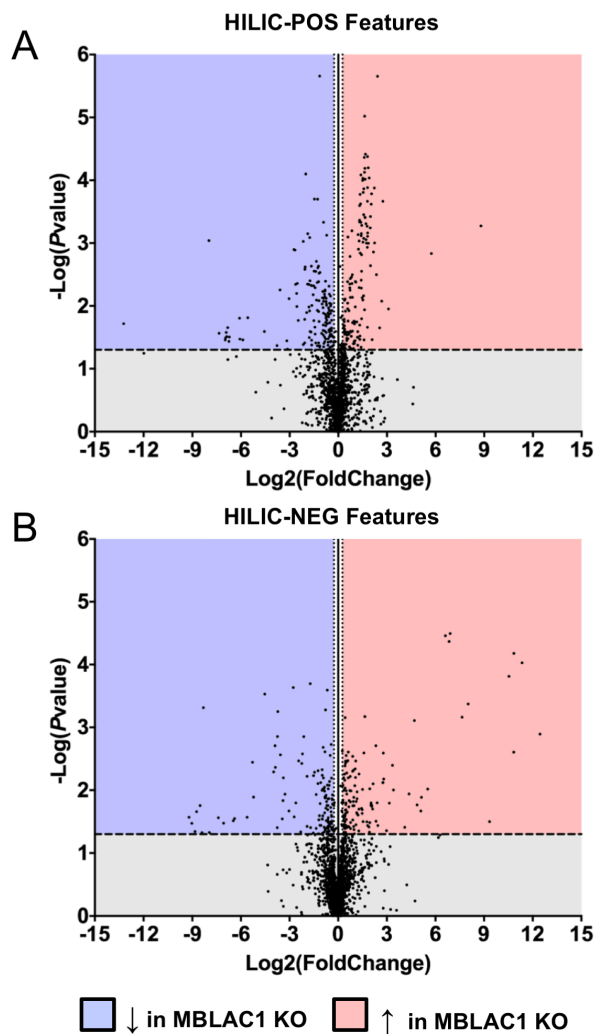 HILIC-POS Features
A
6
5
4
3
2
1
0
-Log(Pvalue)
-15 -12 -9 -6 -3 0 3 6 9 12 15
Log2(FoldChange)
HILIC-NEG Features
B
6
5
4
3
2
1
0
-Log(Pvalue)
-15 -12 -9 -6 -3 0 3 6 9 12 15
Log2(FoldChange)
↓ in MBLAC1 KO ↑ in MBLAC1 KO